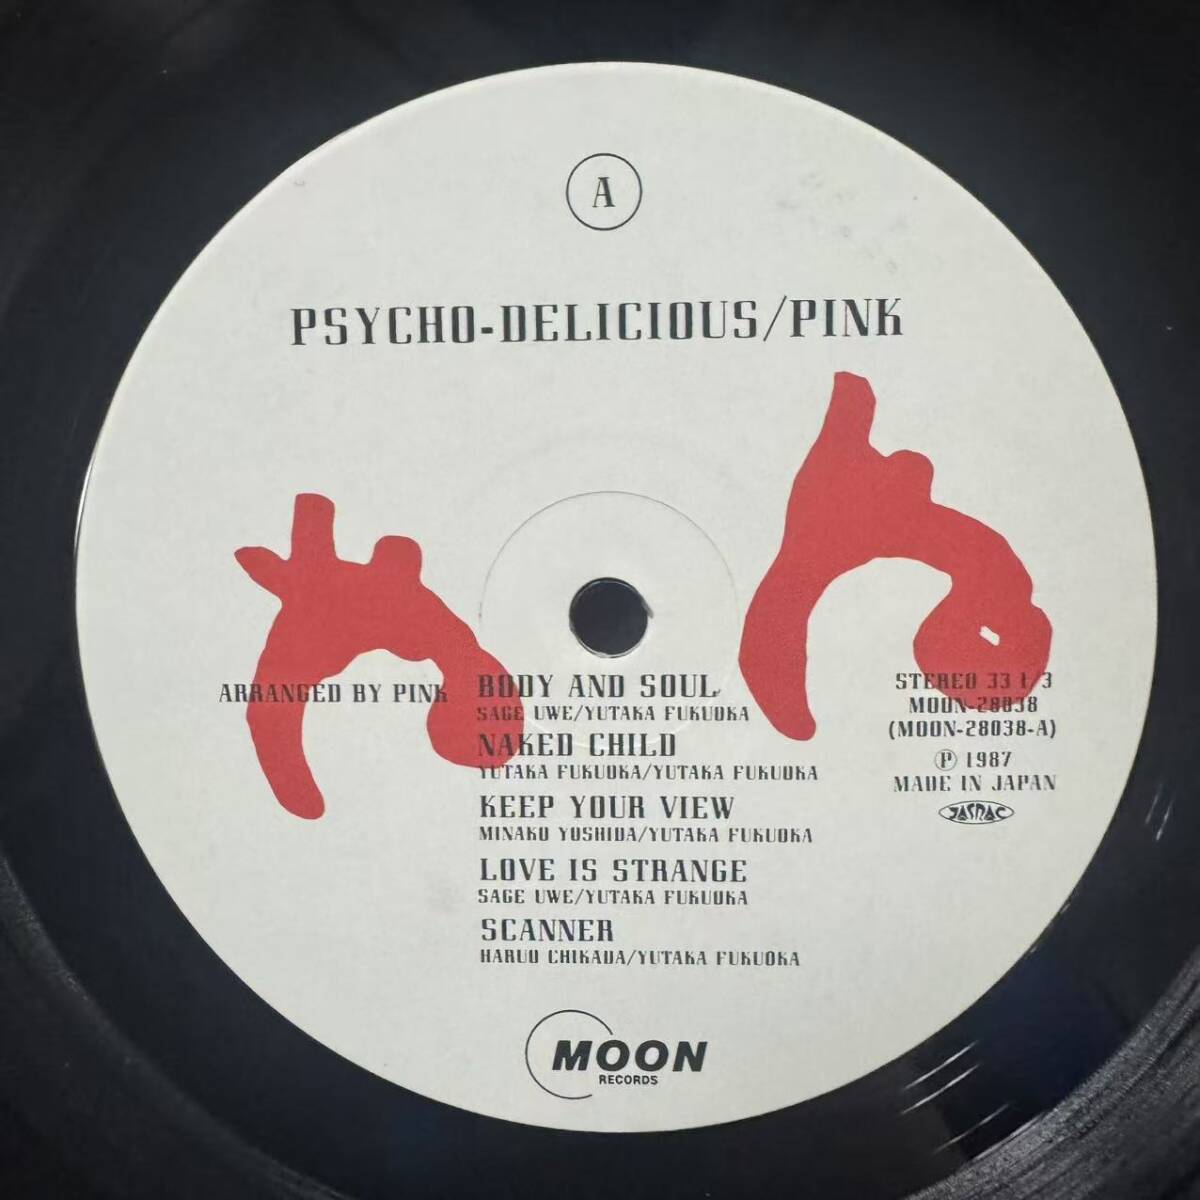 A
PSYCHO-DELICIOUS/PINK
ARRANGED BY PINK
BODY AND SOUL
SAGE UWE/YUTAKA FUKUOKA
NAKED CHILD
YUTAKA FUKUOKA/YUTAKA FUKUOKA
KEEP YOUR VIEW
MINAKO YOSHIDA/YUTAKA FUKUOKA
LOVE IS STRANGE
SAGE UWE/YUTAKA FUKUOKA
SCANNER
HARUO CHIKADA/YUTAKA FUKUOKA
STEREO 33 1/3
MOON-28038
(MOON-28038-A)
Ⓟ 1987
MADE IN JAPAN
JASRAC
MOON
RECORDS